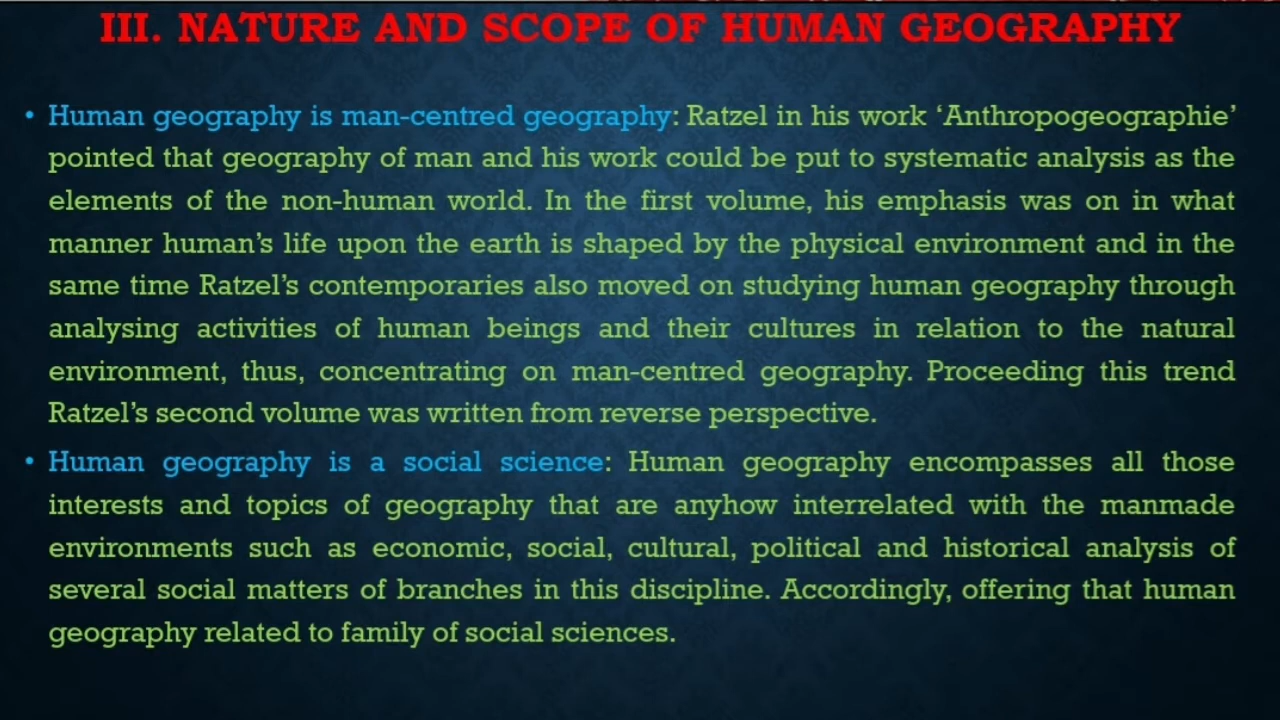 III. NATURE AND SCOPE OF HUMAN GEOGRAPHY
• Human geography is man-centred geography: Ratzel in his work ‘Anthropogeographie’
pointed that geography of man and his work could be put to systematic analysis as the
elements of the non-human world. In the first volume, his emphasis was on in what
manner human’s life upon the earth is shaped by the physical environment and in the
same time Ratzel’s contemporaries also moved on studying human geography through
analysing activities of human beings and their cultures in relation to the natural
environment, thus, concentrating on man-centred geography. Proceeding this trend
Ratzel’s second volume was written from reverse perspective.
• Human geography is a social science: Human geography encompasses all those
interests and topics of geography that are anyhow interrelated with the manmade
environments such as economic, social, cultural, political and historical analysis of
several social matters of branches in this discipline. Accordingly, offering that human
geography related to family of social sciences.